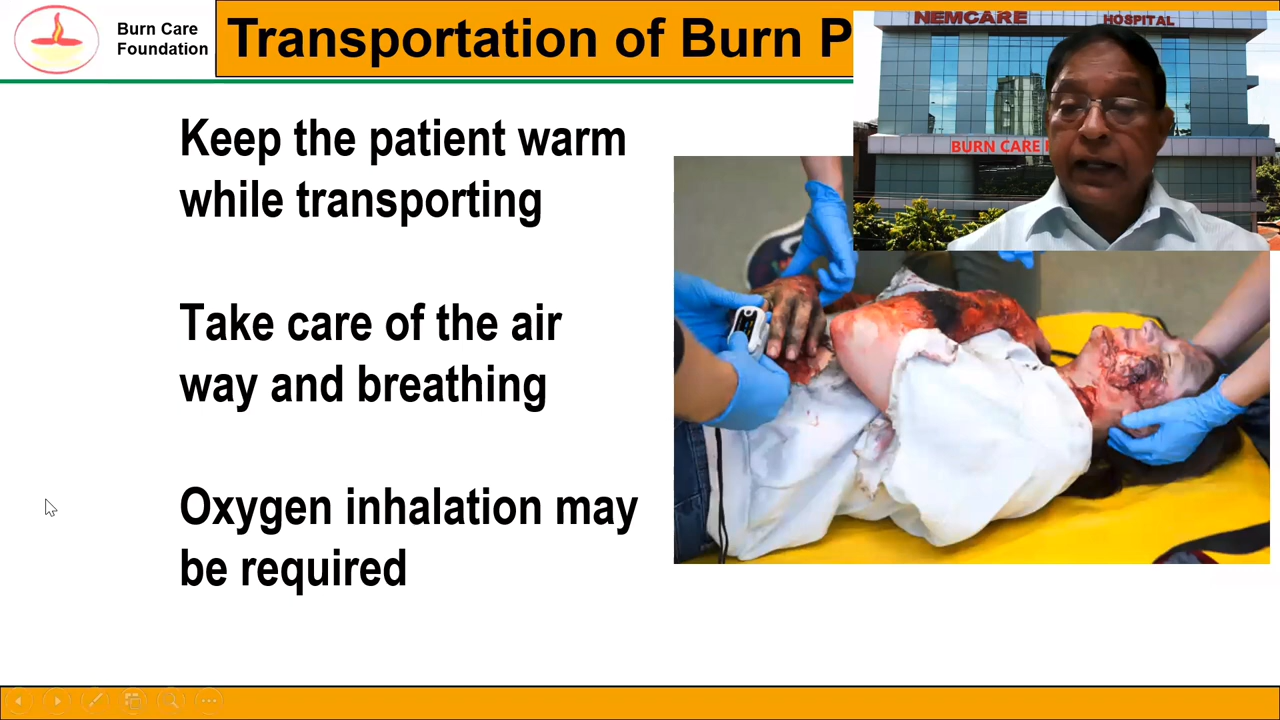 Burn Care
Foundation
Transportation of Burn P
NEMCARE HOSPITAL
BURN CARE
Keep the patient warm
while transporting
Take care of the air
way and breathing
Oxygen inhalation may
be required